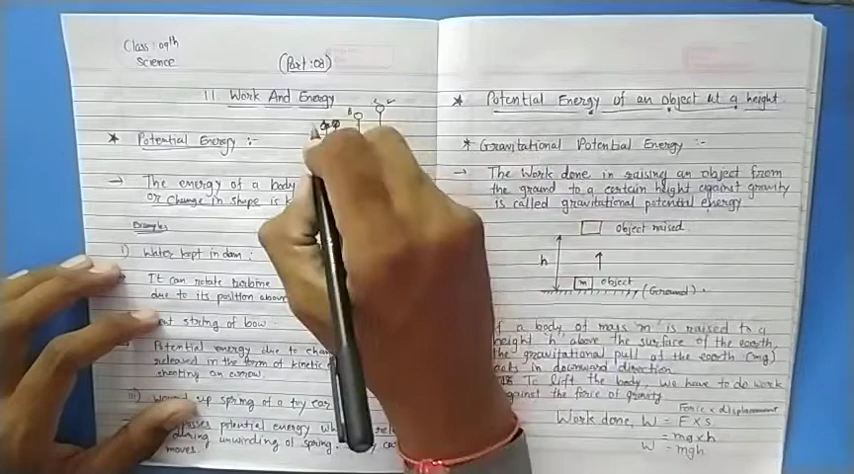 Class: 09th
Science
(Part:08)
11. Work And Energy
* Potential Energy :-
→ The energy of a body
or change in shape is
Examples
i) Water kept in dam :
It can rotate turbine
due to its position above
string of bow
Potential energy due to
released in the form of kinetic
shooting an arrow.
iii) Wound up spring of a toy car
potential energy
during unwinding of spring.
moves.
* Potential Energy of an object at a height.
* Gravitational Potential Energy :-
→ The work done in raising an object from
the ground to a certain height against gravity
is called gravitational potential energy
object raised.
h
m object
(Ground).
If a body of mass 'm' is raised to a
height 'h' above the surface of the earth,
the gravitational pull of the earth (mg)
acts in downward direction
To lift the body, we have to do work
against the force of gravity
Force x displacement
Work done, W = F x s
= mg x h
W = mgh